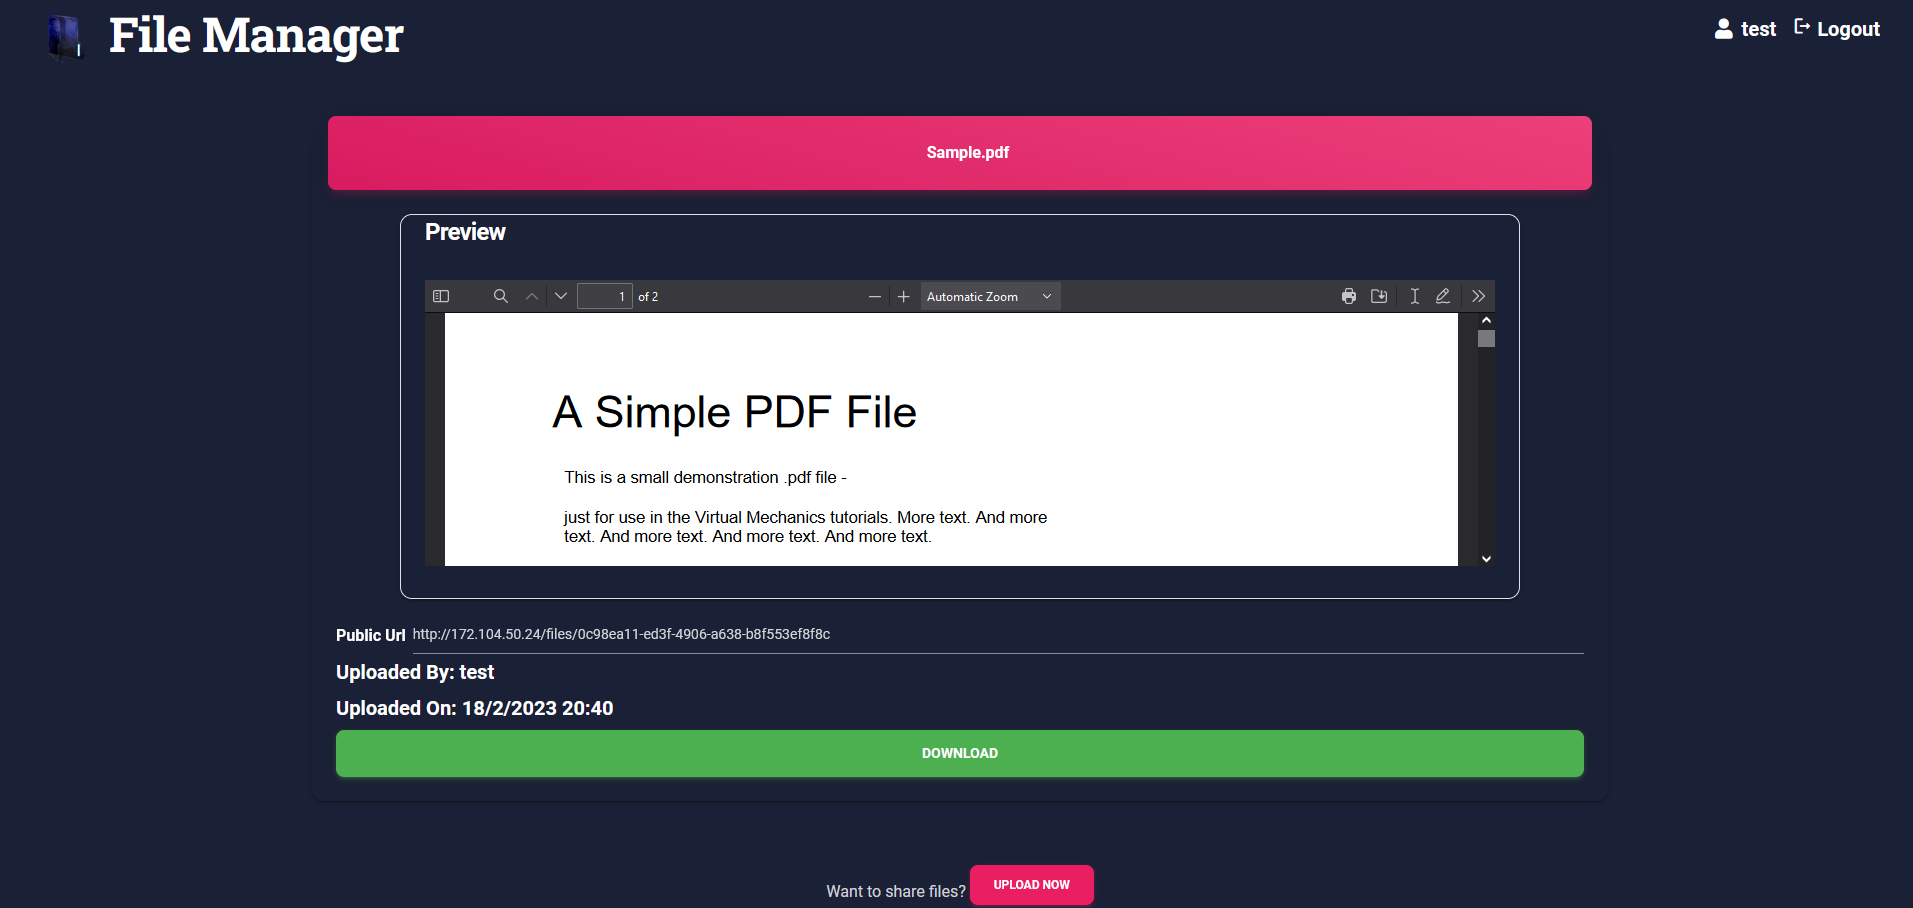 File Manager
test Logout
Sample.pdf
Preview
1 of 2 Automatic Zoom
A Simple PDF File
This is a small demonstration .pdf file -
just for use in the Virtual Mechanics tutorials. More text. And more
text. And more text. And more text. And more text.
Public Url http://172.104.50.24/files/0c98ea11-ed3f-4906-a638-b8f553ef8f8c
Uploaded By: test
Uploaded On: 18/2/2023 20:40
DOWNLOAD
Want to share files? UPLOAD NOW